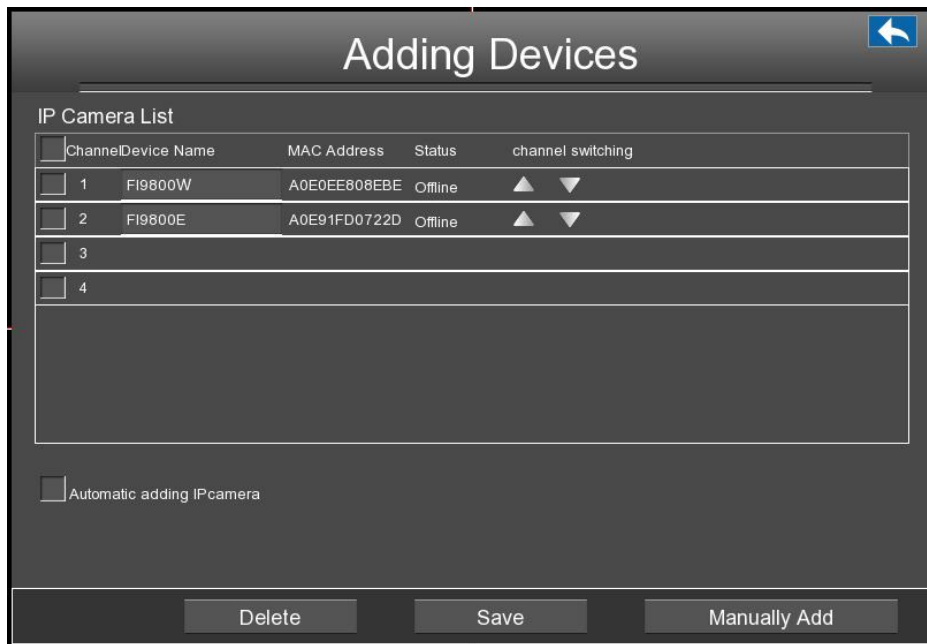 Adding Devices
IP Camera List
Channel Device Name MAC Address Status channel switching
1 FI9800W A0E0EE808EBE Offline
2 FI9800E A0E91FD0722D Offline
3
4
Automatic adding IPcamera
Delete Save Manually Add